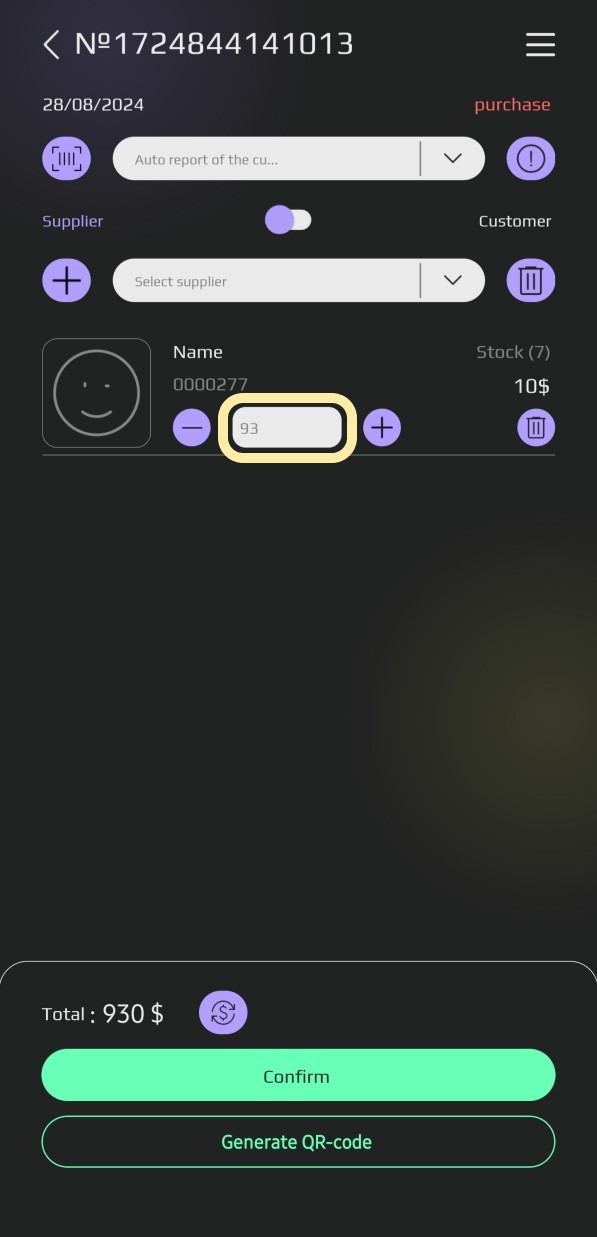 Nº1724844141013
28/08/2024 purchase
Auto report of the cu...
Supplier Customer
Select supplier
Name Stock (7)
0000277 10$
93
Total : 930 $
Confirm
Generate QR-code